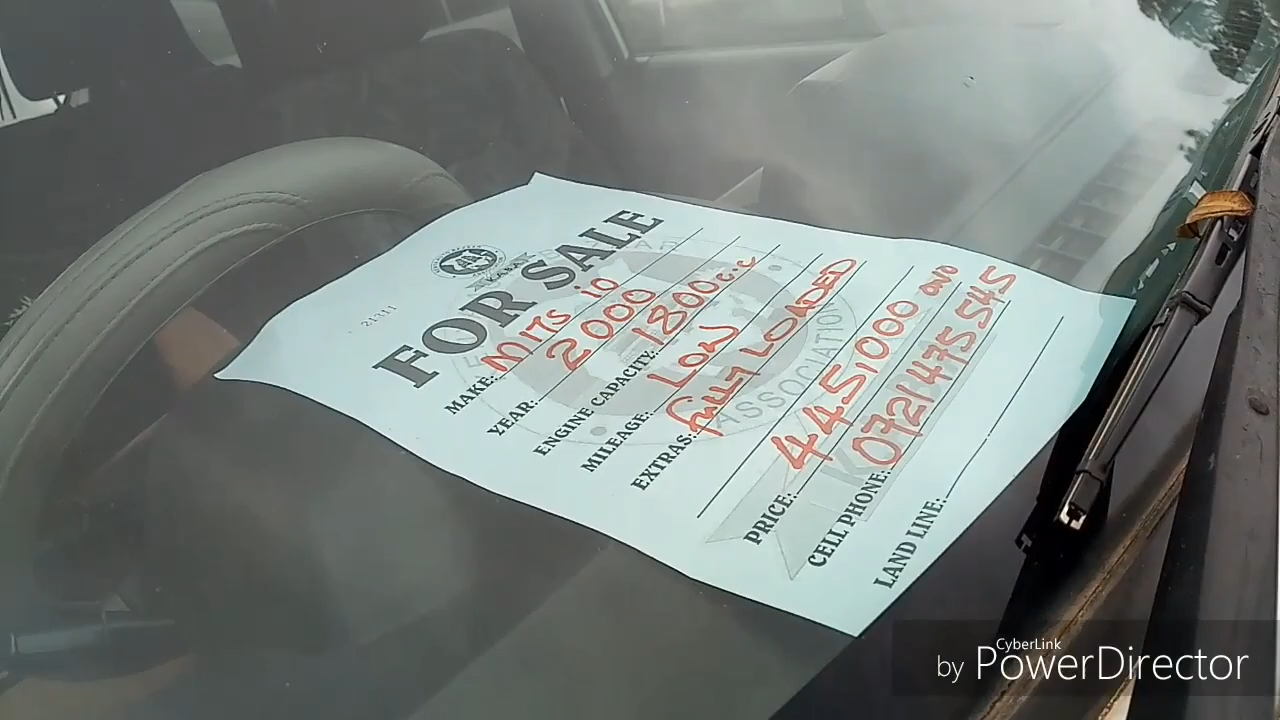 FOR SALE
MAKE: MITS io
YEAR: 2000
ENGINE CAPACITY: 1800c.c
MILEAGE: LOW
EXTRAS: fully LOADED
PRICE: 445,000 ono
CELL PHONE: 0721475545
LAND LINE:
ASSOCIATION
CyberLink
by PowerDirector